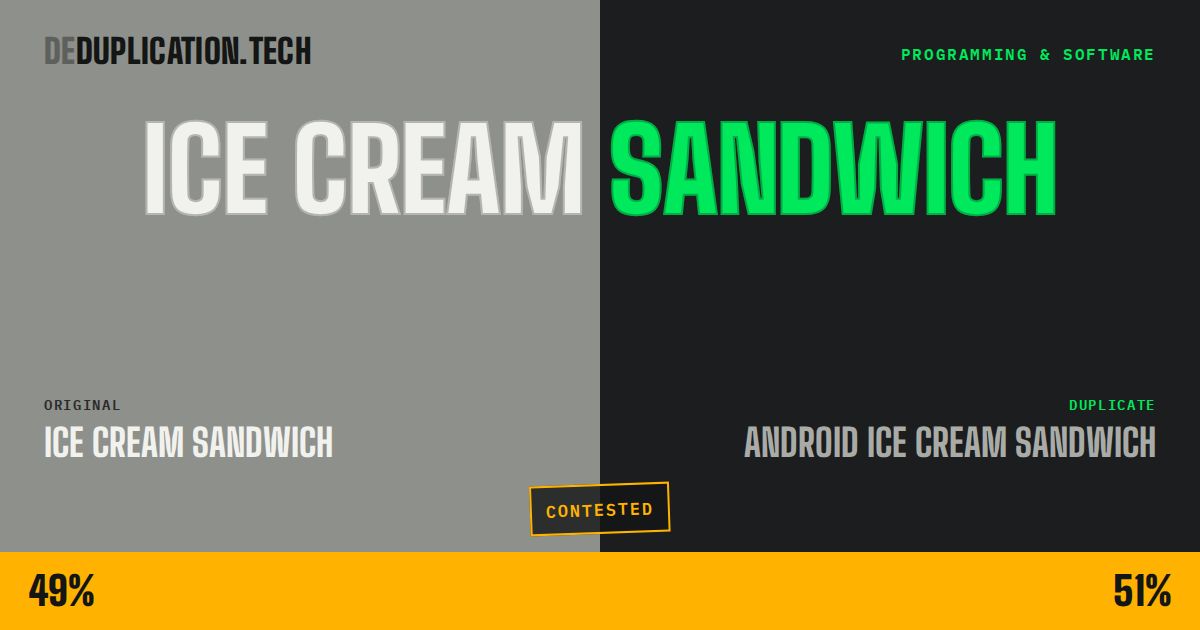 DEDUPLICATION.TECH
PROGRAMMING & SOFTWARE
ICE CREAM SANDWICH
ORIGINAL
ICE CREAM SANDWICH
DUPLICATE
ANDROID ICE CREAM SANDWICH
CONTESTED
49%
51%